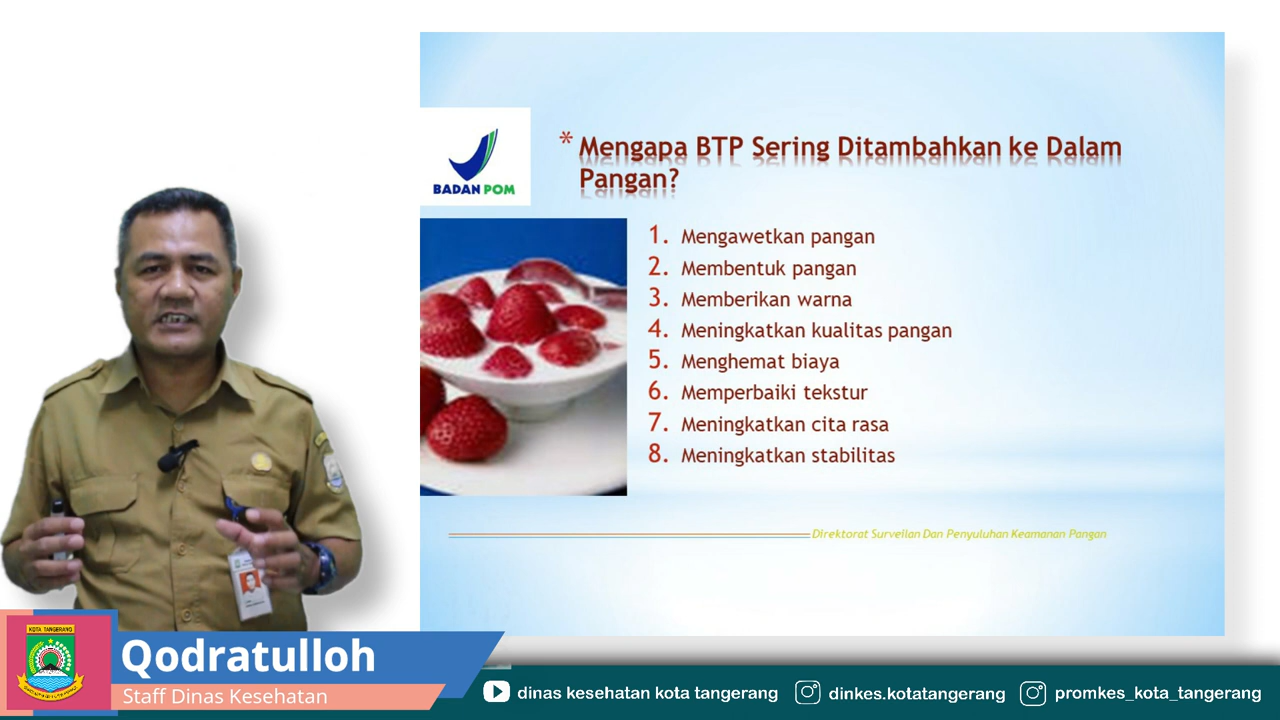 BADAN POM
* Mengapa BTP Sering Ditambahkan ke Dalam
Pangan?
1. Mengawetkan pangan
2. Membentuk pangan
3. Memberikan warna
4. Meningkatkan kualitas pangan
5. Menghemat biaya
6. Memperbaiki tekstur
7. Meningkatkan cita rasa
8. Meningkatkan stabilitas
Direktorat Surveilan Dan Penyuluhan Keamanan Pangan
KOTA TANGERANG
Qodratulloh
Staff Dinas Kesehatan
dinas kesehatan kota tangerang
dinkes.kotatangerang
promkes_kota_tangerang